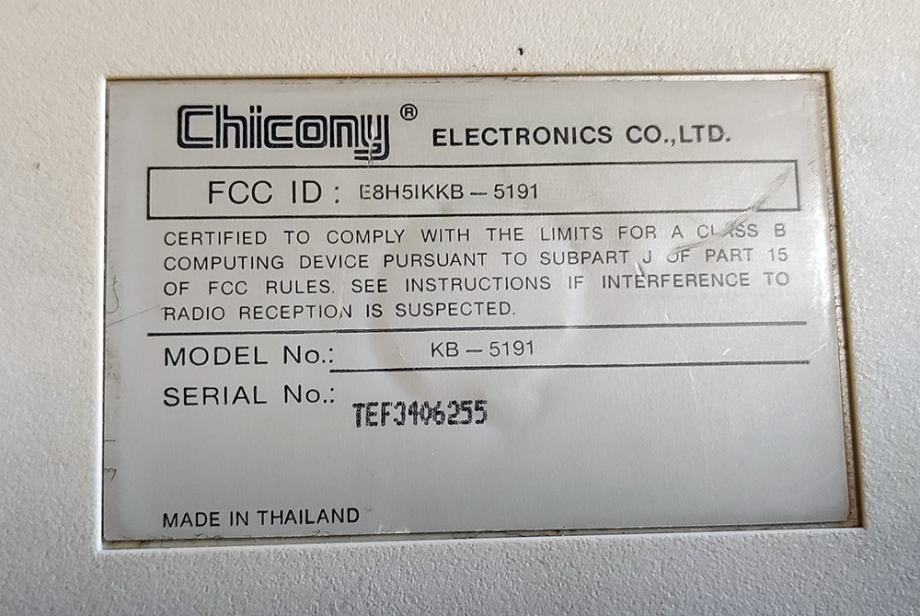 Chicony® ELECTRONICS CO.,LTD.
FCC ID : E8H5IKKB – 5191
CERTIFIED TO COMPLY WITH THE LIMITS FOR A CLASS B
COMPUTING DEVICE PURSUANT TO SUBPART J OF PART 15
OF FCC RULES. SEE INSTRUCTIONS IF INTERFERENCE TO
RADIO RECEPTION IS SUSPECTED.
MODEL No.: KB – 5191
SERIAL No.: TEF3406255
MADE IN THAILAND